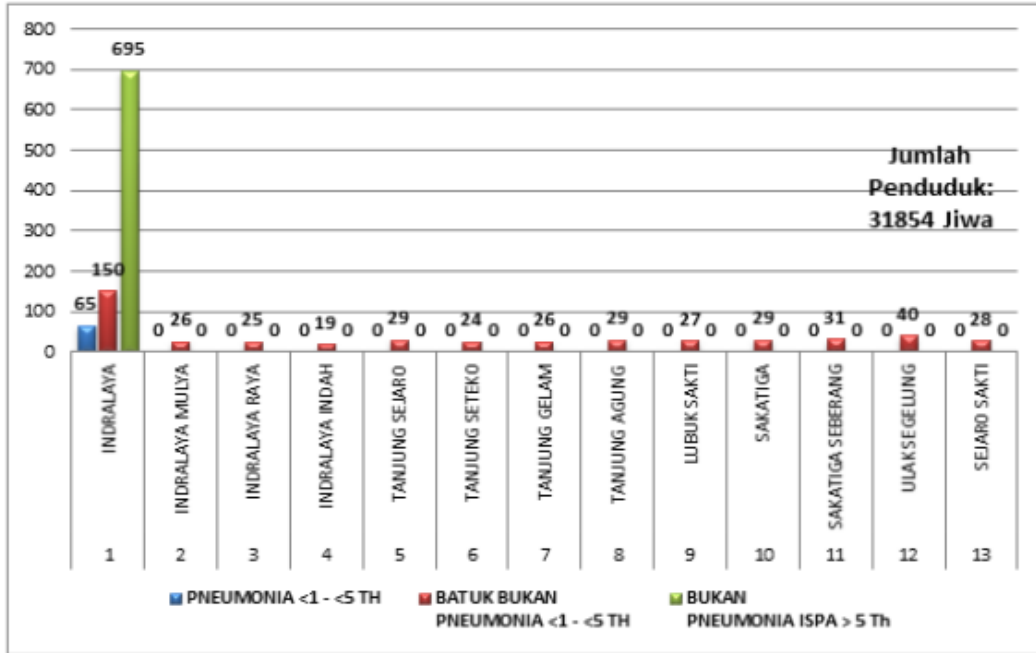 800
700
600
500
400
300
200
100
0
65 150 695
0 26 0
0 25 0
0 19 0
0 29 0
0 24 0
0 26 0
0 29 0
0 27 0
0 29 0
0 31 0
0 40 0
0 28 0
Jumlah
Penduduk:
31854 Jiwa
INDRALAYA
INDRALAYA MULYA
INDRALAYA RAYA
INDRALAYA INDAH
TANJUNG SEJARO
TANJUNG SETEKO
TANJUNG GELAM
TANJUNG AGUNG
LUBUK SAKTI
SAKATIGA
SAKATIGA SEBERANG
ULAK SEGELUNG
SEJARO SAKTI
1 2 3 4 5 6 7 8 9 10 11 12 13
PNEUMONIA <1 - <5 TH
BATUK BUKAN
PNEUMONIA <1 - <5 TH
BUKAN
PNEUMONIA ISPA > 5 Th